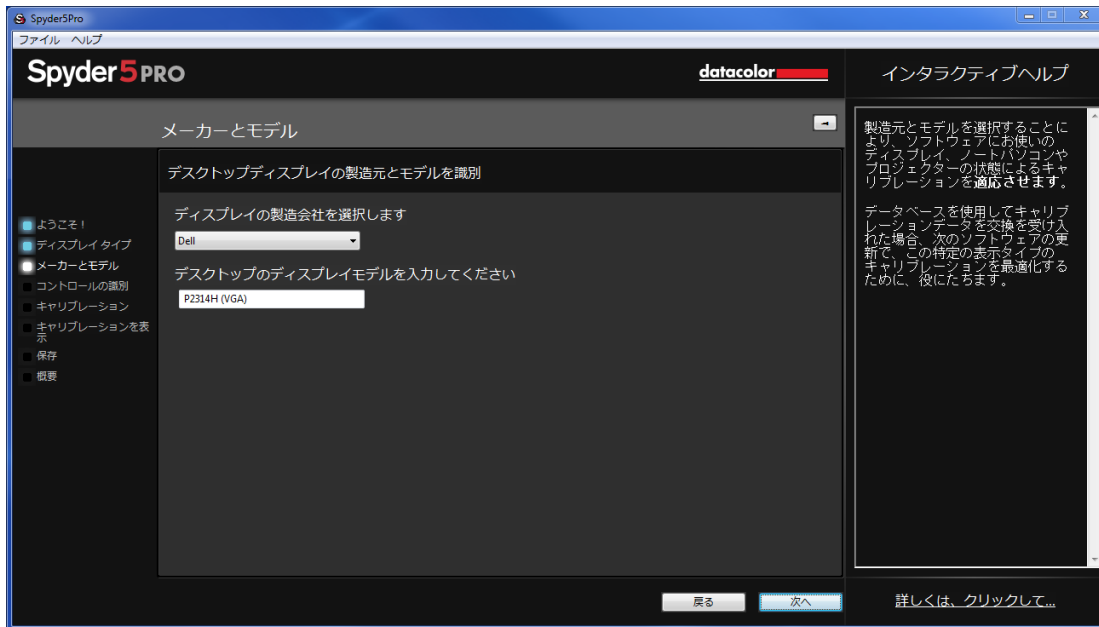 Spyder5Pro
ファイル ヘルプ
Spyder5PRO
datacolor
インタラクティブヘルプ
メーカーとモデル
デスクトップディスプレイの製造元とモデルを識別
ようこそ！
ディスプレイ タイプ
メーカーとモデル
コントロールの識別
キャリブレーション
キャリブレーションを表
示
保存
概要
ディスプレイの製造会社を選択します
Dell
デスクトップのディスプレイモデルを入力してください
P2314H (VGA)
製造元とモデルを選択することに
より、ソフトウェアにお使いの
ディスプレイ、ノートパソコンや
プロジェクターの状態によるキャ
リブレーションを適応させます。
データベースを使用してキャリブ
レーションデータを交換を受け入
れた場合、次のソフトウェアの更
新で、この特定の表示タイプの
キャリブレーションを最適化する
ために、役にたちます。
戻る
次へ
詳しくは、クリックして...